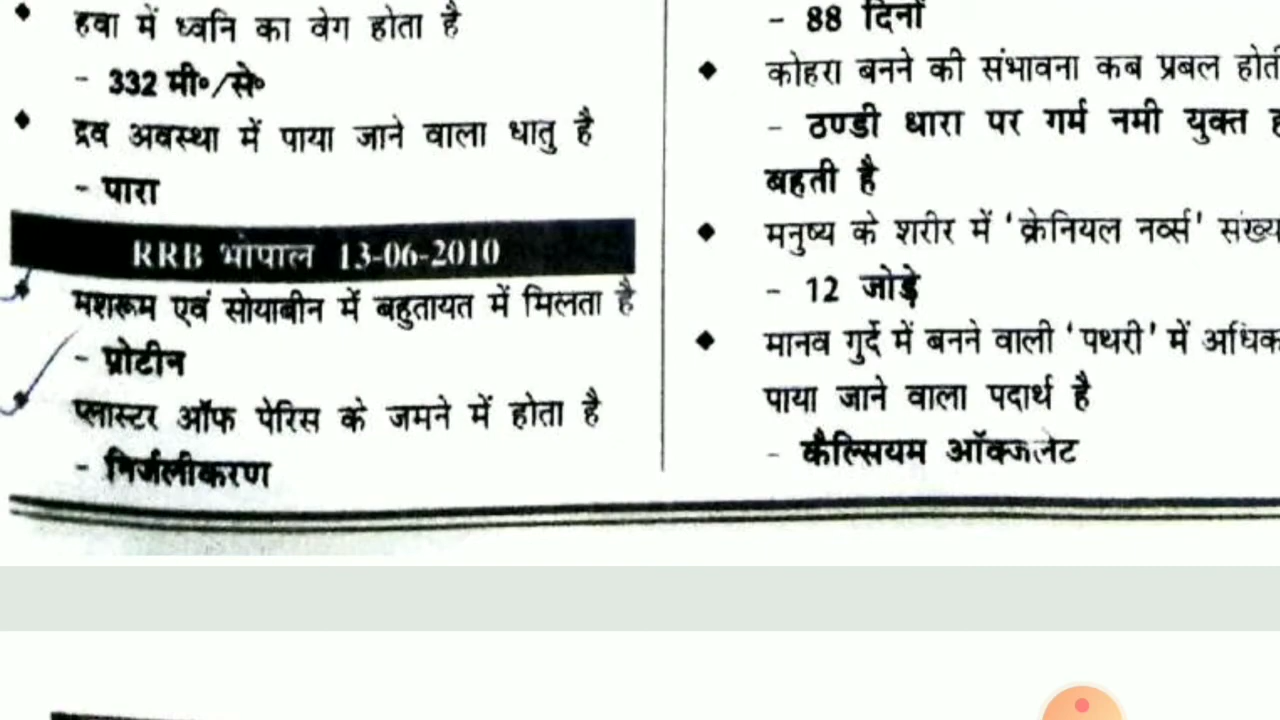 हवा में ध्वनि का वेग होता है
- 332 मी०/से०
द्रव अवस्था में पाया जाने वाला धातु है
- पारा
RRB भोपाल 13-06-2010
मशरूम एवं सोयाबीन में बहुतायत में मिलता है
- प्रोटीन
प्लास्टर ऑफ पेरिस के जमने में होता है
- निर्जलीकरण
- 88 दिनों
कोहरा बनने की संभावना कब प्रबल होती
- ठण्डी धारा पर गर्म नमी युक्त
बहती है
मनुष्य के शरीर में 'क्रेनियल नर्व्स'
- 12 जोड़े
मानव गुर्दे में बनने वाली 'पथरी' में
पाया जाने वाला पदार्थ है
- कैल्सियम ऑक्जलेट